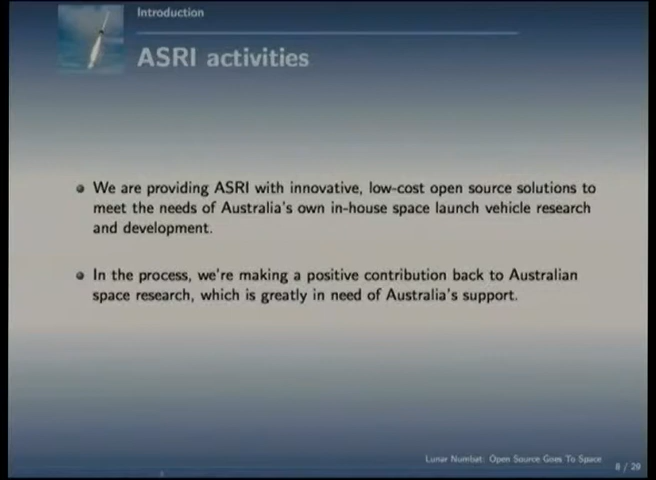 Introduction
ASRI activities
We are providing ASRI with innovative, low-cost open source solutions to
meet the needs of Australia's own in-house space launch vehicle research
and development.
In the process, we're making a positive contribution back to Australian
space research, which is greatly in need of Australia's support.
Lunar Numbat: Open Source Goes To Space
8 / 29